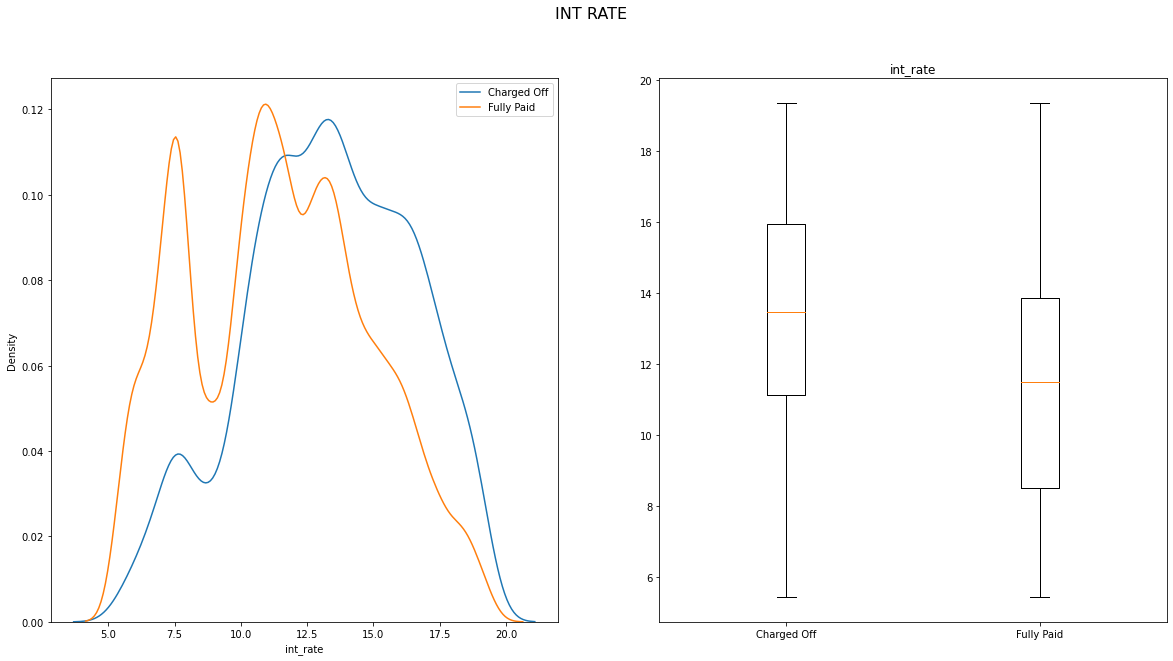 INT RATE
Charged Off
Fully Paid
0.12
0.10
0.08
0.06
0.04
0.02
0.00
Density
5.0 7.5 10.0 12.5 15.0 17.5 20.0
int_rate
int_rate
20
18
16
14
12
10
8
6
Charged Off Fully Paid